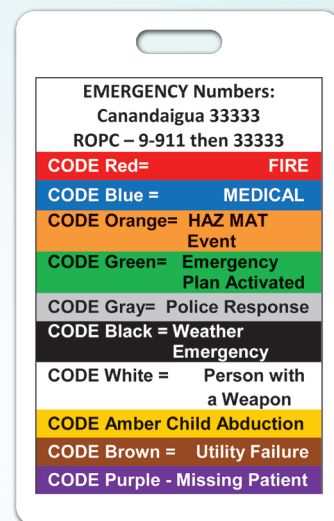 EMERGENCY Numbers:
Canandaigua 33333
ROPC – 9-911 then 33333
CODE Red= FIRE
CODE Blue = MEDICAL
CODE Orange= HAZ MAT
Event
CODE Green= Emergency
Plan Activated
CODE Gray= Police Response
CODE Black = Weather
Emergency
CODE White = Person with
a Weapon
CODE Amber Child Abduction
CODE Brown = Utility Failure
CODE Purple - Missing Patient